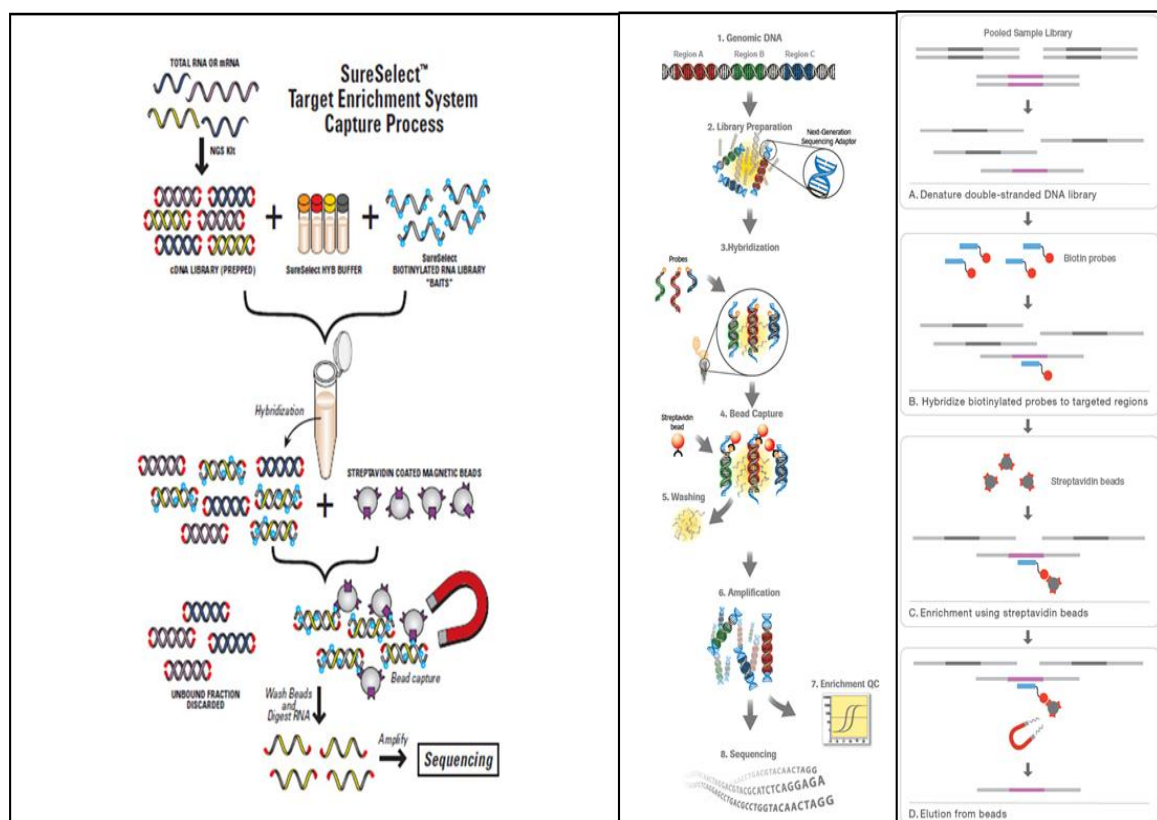 TOTAL RNA OR mRNA
SureSelect™
Target Enrichment System
Capture Process
NGS Kit
cDNA LIBRARY (PREPPED)
SureSelect HYB BUFFER
SureSelect
BIOTINYLATED RNA LIBRARY
"BAITS"
Hybridization
STREPTAVIDIN COATED MAGNETIC BEADS
Bead capture
UNBOUND FRACTION
DISCARDED
Wash Beads
and
Digest RNA
Amplify
Sequencing
1. Genomic DNA
Region A
Region B
Region C
2. Library Preparation
Next-Generation
Sequencing Adaptor
3.Hybridization
Probes
4. Bead Capture
Streptavidin
bead
5. Washing
6. Amplification
7. Enrichment QC
8. Sequencing
Pooled Sample Library
A. Denature double-stranded DNA library
Biotin probes
B. Hybridize biotinylated probes to targeted regions
Streptavidin beads
C. Enrichment using streptavidin beads
D. Elution from beads